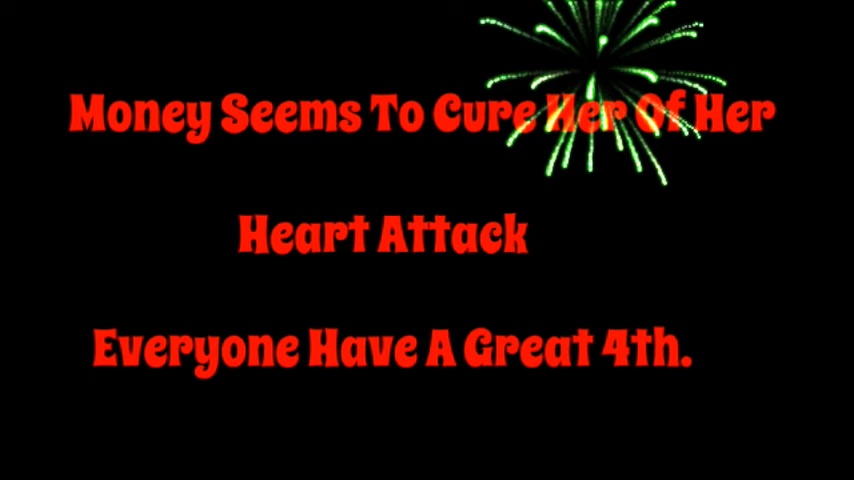 Money Seems To Cure Her Of Her
Heart Attack
Everyone Have A Great 4th.